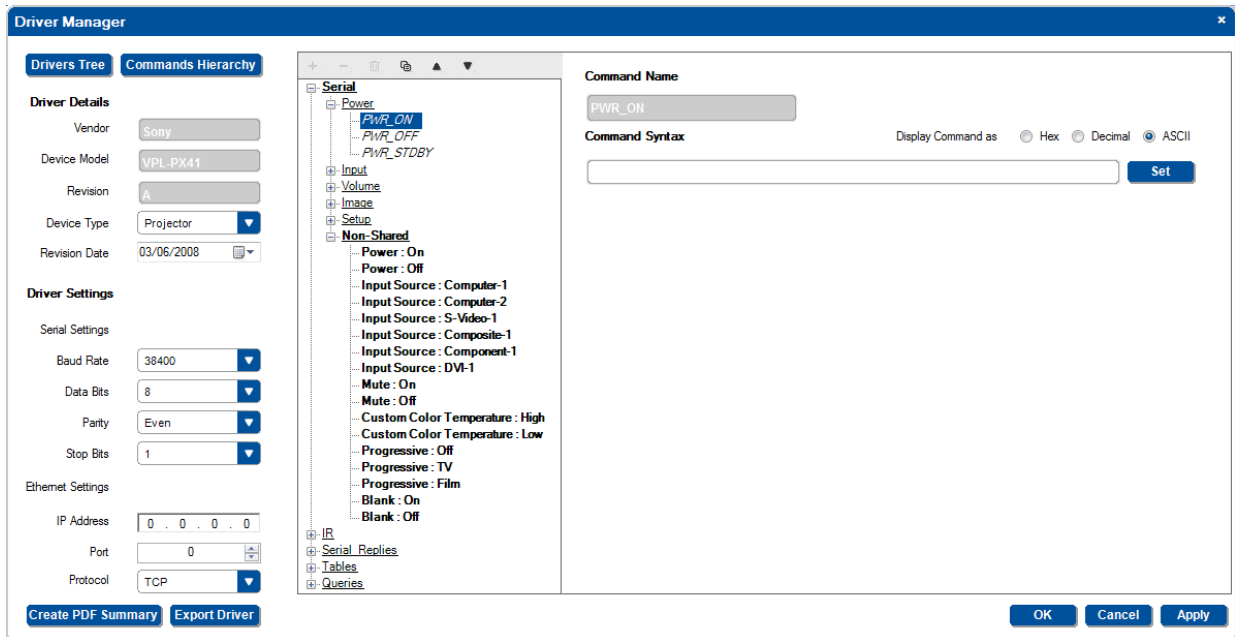 Driver Manager
Drivers Tree
Commands Hierarchy
Driver Details
Vendor
Sony
Device Model
VPL-PX41
Revision
A
Device Type
Projector
Revision Date
03/06/2008
Driver Settings
Serial Settings
Baud Rate
38400
Data Bits
8
Parity
Even
Stop Bits
1
Ethernet Settings
IP Address
0 . 0 . 0 . 0
Port
0
Protocol
TCP
Create PDF Summary
Export Driver
Serial
Power
PWR_ON
PWR_OFF
PWR_STDBY
Input
Volume
Image
Setup
Non-Shared
Power : On
Power : Off
Input Source : Computer-1
Input Source : Computer-2
Input Source : S-Video-1
Input Source : Composite-1
Input Source : Component-1
Input Source : DVI-1
Mute : On
Mute : Off
Custom Color Temperature : High
Custom Color Temperature : Low
Progressive : Off
Progressive : TV
Progressive : Film
Blank : On
Blank : Off
IR
Serial Replies
Tables
Queries
Command Name
PWR_ON
Command Syntax
Display Command as Hex Decimal ASCII
Set
OK
Cancel
Apply